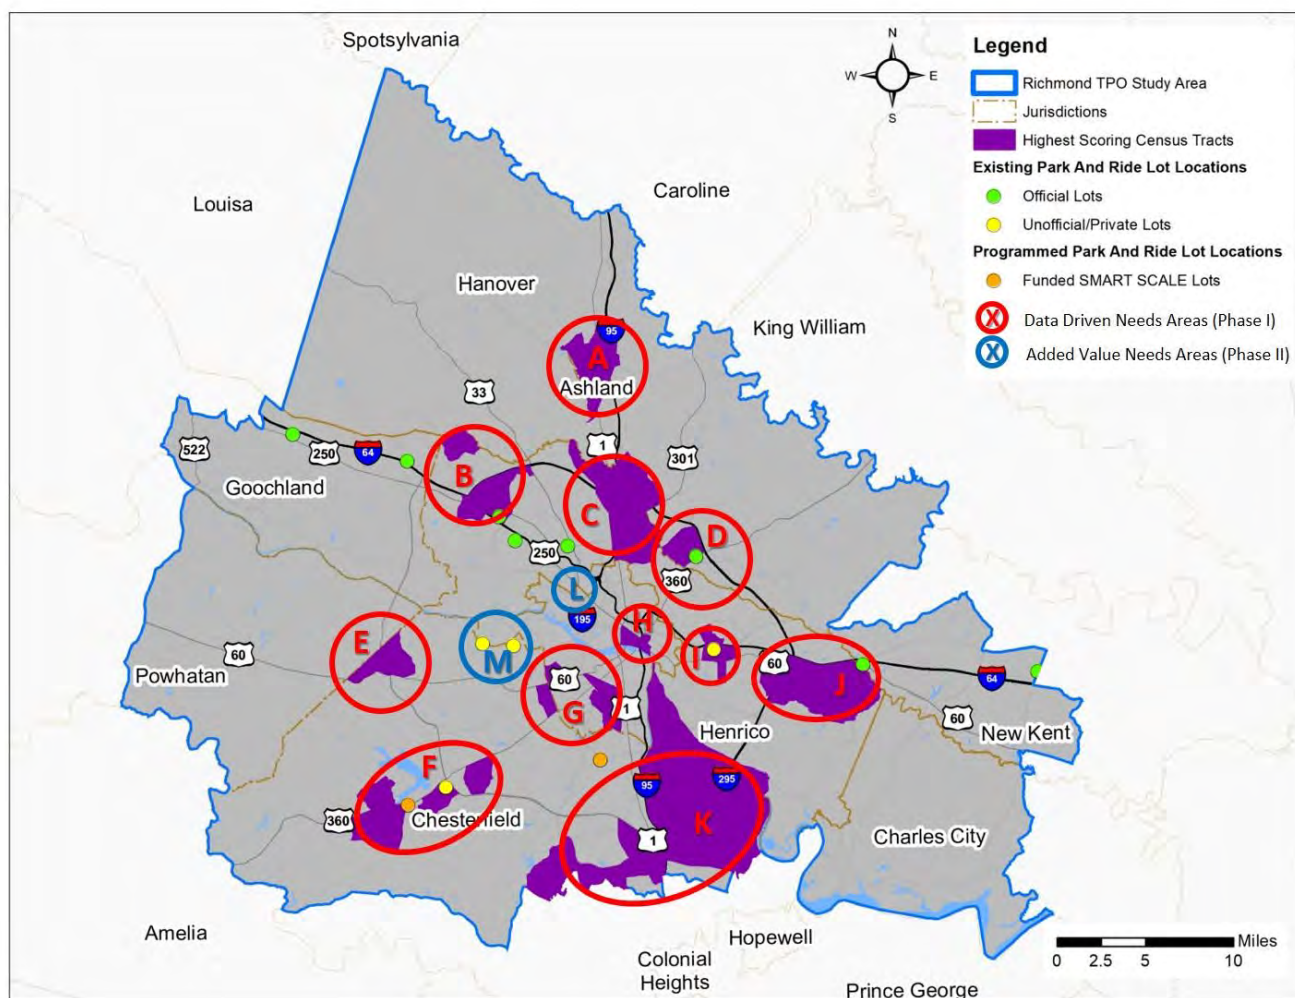 Spotsylvania
Louisa
Caroline
Hanover
King William
N
W E
S
Legend
Richmond TPO Study Area
Jurisdictions
Highest Scoring Census Tracts
Existing Park And Ride Lot Locations
Official Lots
Unofficial/Private Lots
Programmed Park And Ride Lot Locations
Funded SMART SCALE Lots
X Data Driven Needs Areas (Phase I)
X Added Value Needs Areas (Phase II)
95
A
Ashland
33
1
301
522
250
64
B
Goochland
C
D
250
360
L
195
H
E
M
I
60
60
60
J
64
Powhatan
G
1
60
Henrico
New Kent
F
95
295
360
Chesterfield
K
1
Charles City
Amelia
Hopewell
Colonial
Heights
Prince George
Miles
0 2.5 5 10